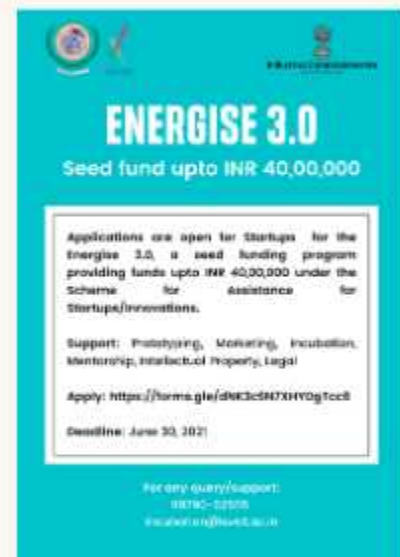 ENERGISE 3.0
Seed fund upto INR 40,00,000
Applications are open for Startups for the
Energise 3.0, a seed funding program
providing funds upto INR 40,00,000 under the
Scheme for Assistance for
Startups/Innovations.
Support: Prototyping, Marketing, Incubation,
Mentorship, Intellectual Property, Legal
Apply:
Deadline: June 30, 2021
For any query/support: